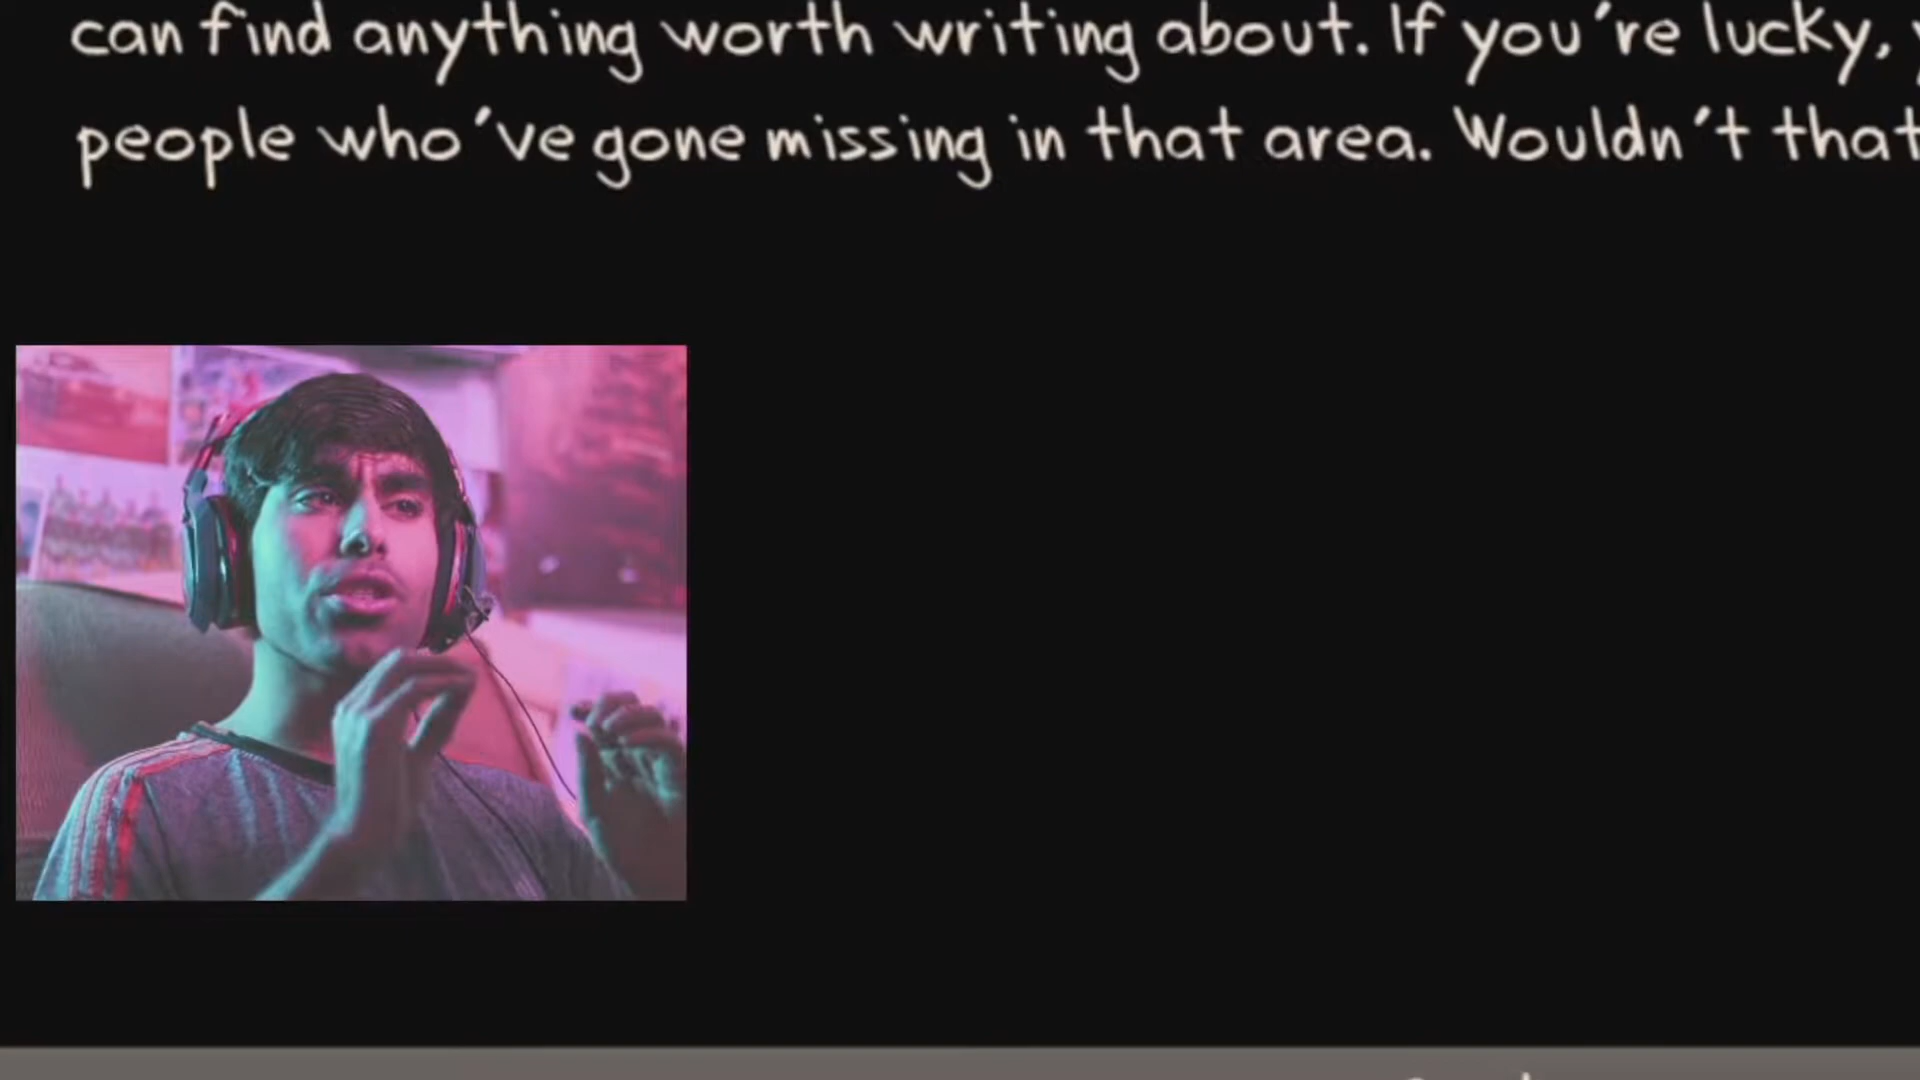 can find anything worth writing about. If you're lucky,
people who've gone missing in that area. Wouldn't that